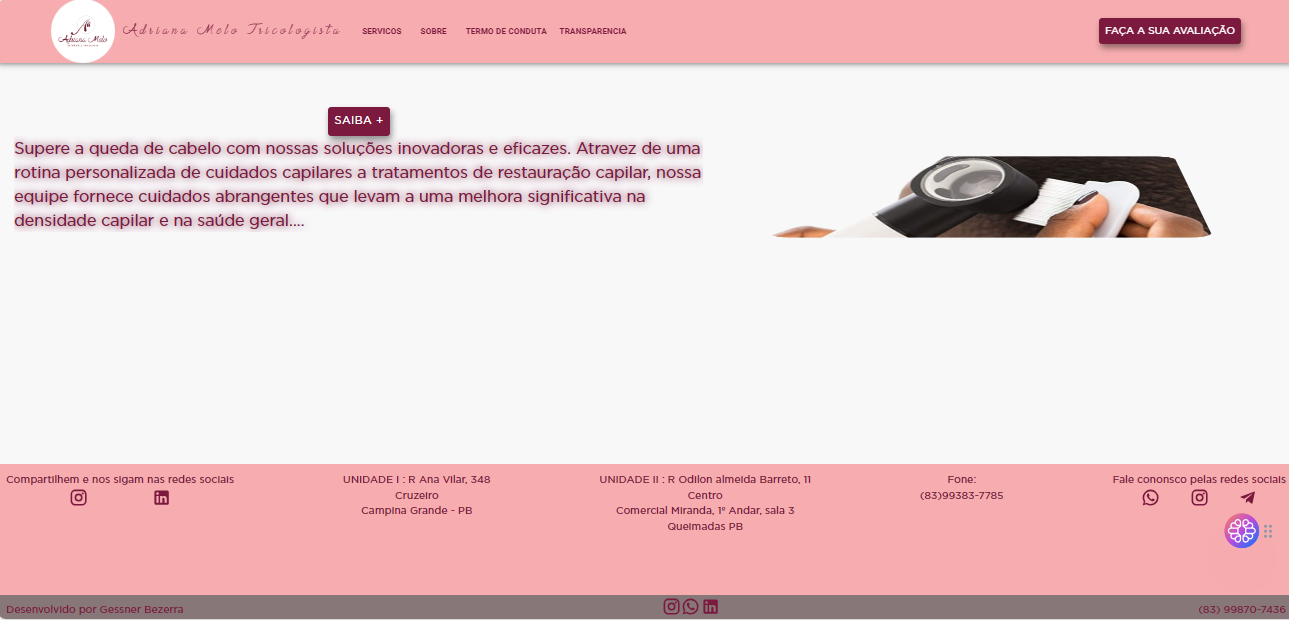 Adriana Melo
Adriana Melo Tricologista
SERVICOS
SOBRE
TERMO DE CONDUTA
TRANSPARENCIA
FAÇA A SUA AVALIAÇÃO
SAIBA +
Supere a queda de cabelo com nossas soluções inovadoras e eficazes. Atravez de uma
rotina personalizada de cuidados capilares a tratamentos de restauração capilar, nossa
equipe fornece cuidados abrangentes que levam a uma melhora significativa na
densidade capilar e na saúde geral....
Compartilhem e nos sigam nas redes sociais
UNIDADE I : R Ana Vilar, 348
Cruzeiro
Campina Grande - PB
UNIDADE II : R Odilon almeida Barreto, 11
Centro
Comercial Miranda, 1º Andar, sala 3
Queimadas PB
Fone:
(83)99383-7785
Fale cononsco pelas redes sociais
Desenvolvido por Gessner Bezerra
(83) 99870-7436